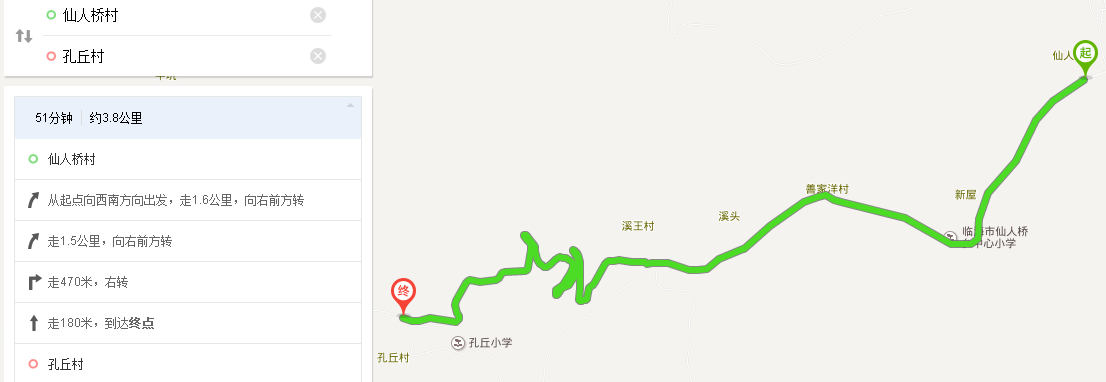 仙人桥村
孔丘村
51分钟 约3.8公里
仙人桥村
从起点向西南方向出发，走1.6公里，向右前方转
走1.5公里，向右前方转
走470米，右转
走180米，到达终点
孔丘村
仙人
起
善家洋村
新屋
溪头
溪王村
临海市仙人桥
中心小学
终
孔丘小学
孔丘村